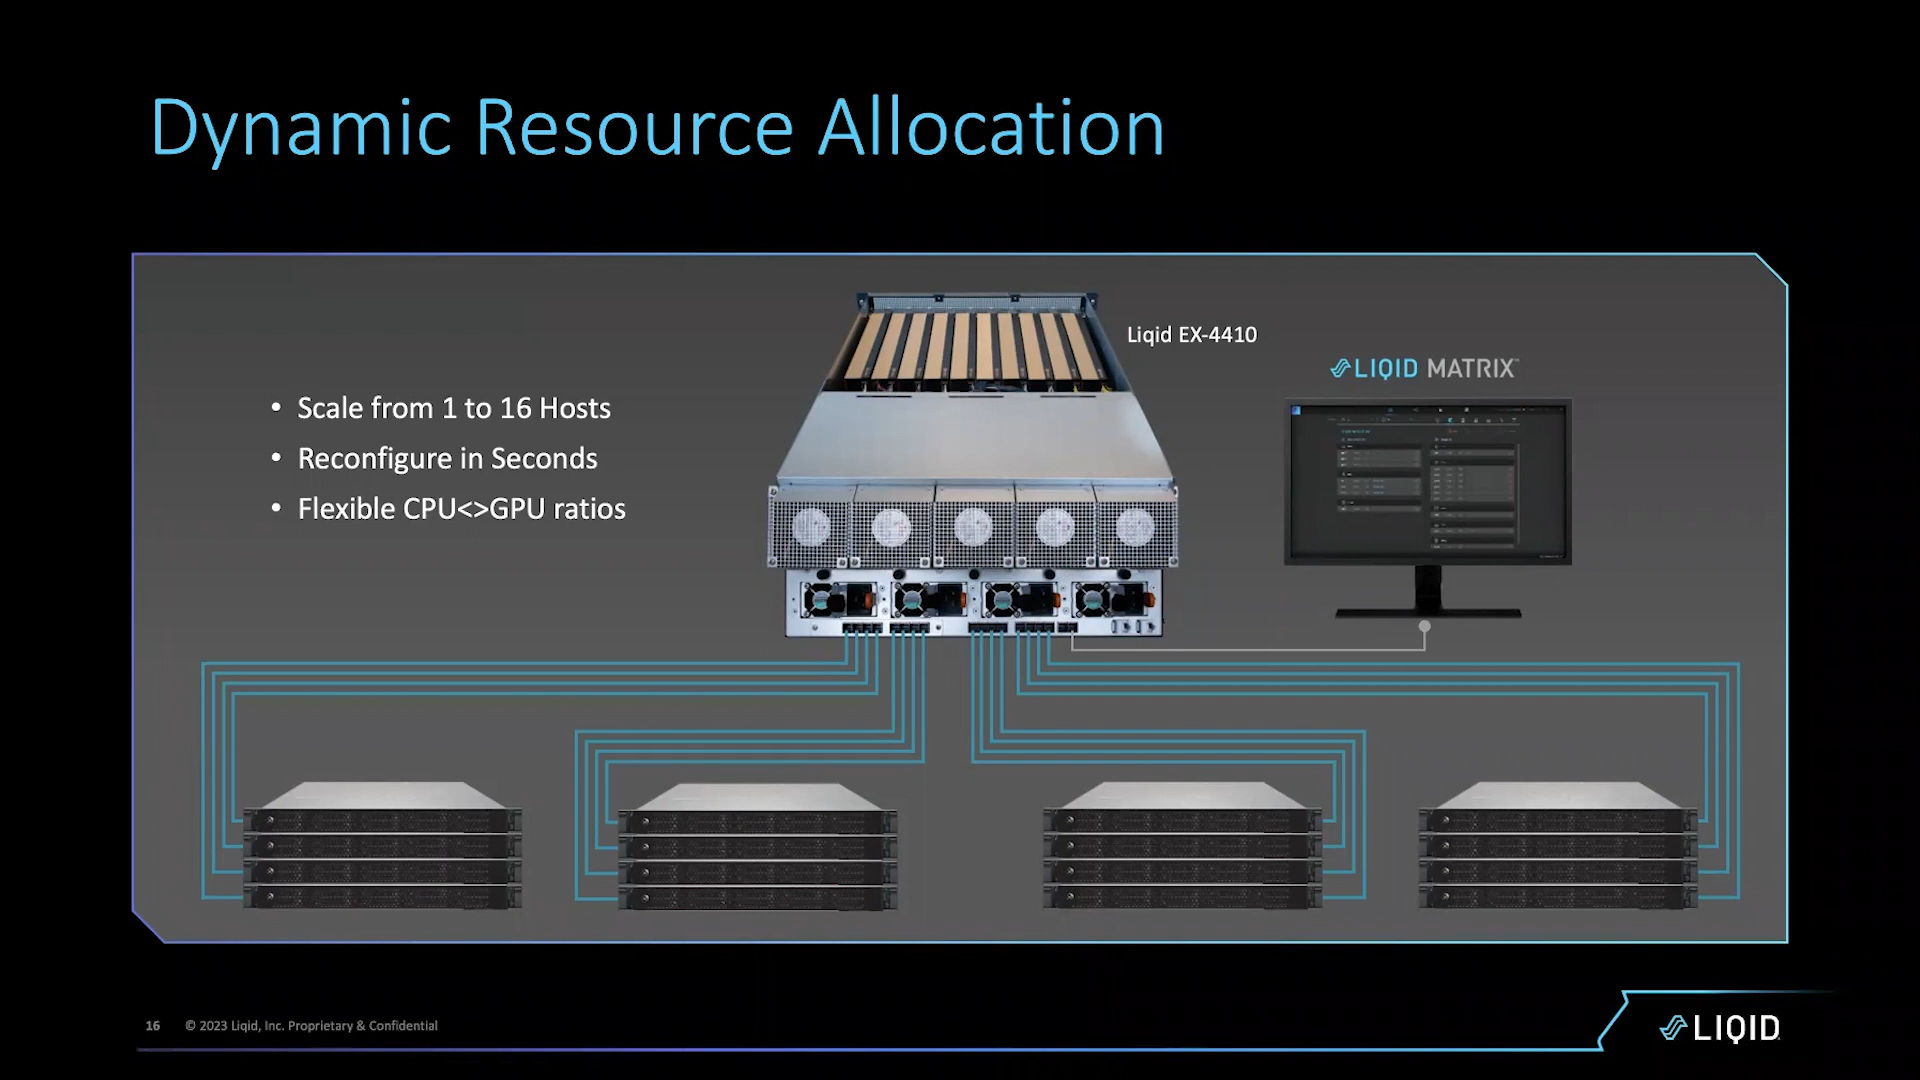 Dynamic Resource Allocation
Liqid EX-4410
LIQID MATRIX™
• Scale from 1 to 16 Hosts
• Reconfigure in Seconds
• Flexible CPU<>GPU ratios
16 © 2023 Liqid, Inc. Proprietary & Confidential
LIQID